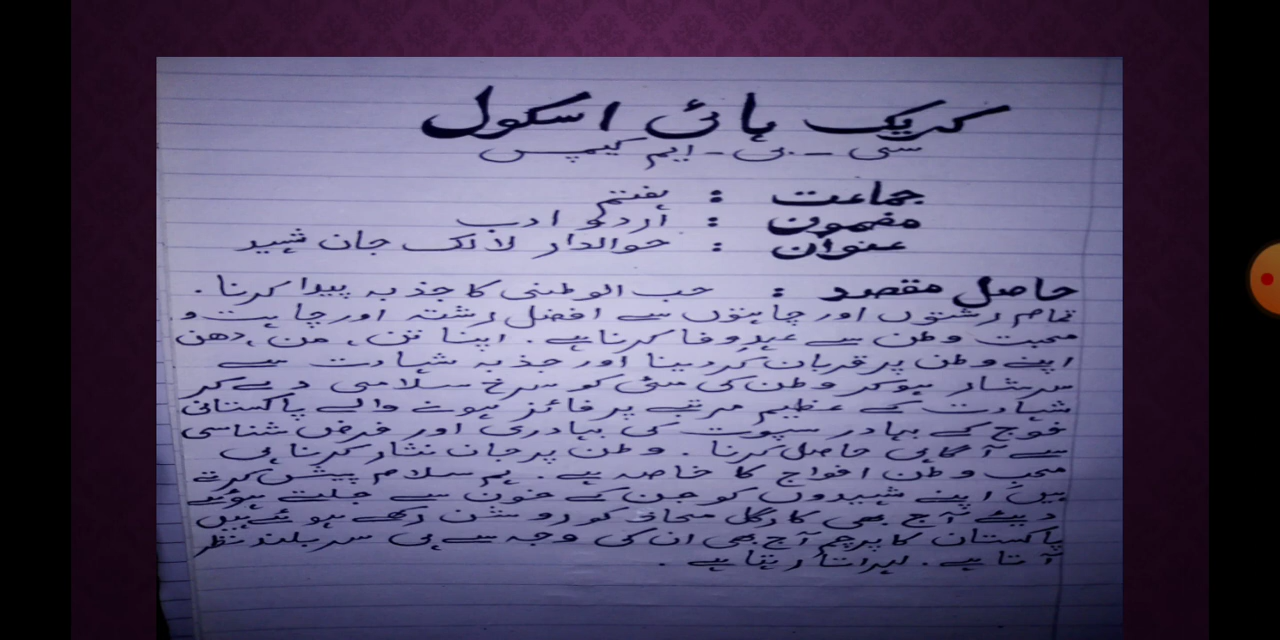 کریک ہائی اسکول
سی - بی - ایم کیمپس
جماعت : ہفتم
مضمون : اردو ادب
عنوان : حوالدار لالک جان شہید
حاصلِ مقصد : حب الوطنی کا جذبہ پیدا کرنا ۔
تمام رشتوں اور چاہتوں سے افضل رشتہ اور چاہت و
محبت وطن سے عہدِ وفا کرنا ہے ۔ اپنا تن ، من ، دھن
اپنے وطن پر قربان کر دینا اور جذبہ شہادت سے
سرشار ہو کر وطن کی مٹی کو سرخ سلامی دے کر
شہادت کے عظیم مرتبے پر فائز ہونے والے پاکستانی
فوج کے بہادر سپوت کی بہادری اور فرض شناسی
سے آگاہی حاصل کرنا ۔ وطن پر جان نثار کرنا ہی
محب وطن افواج کا خاصہ ہے ۔ ہم سلام پیش کرتے
ہیں اپنے شہیدوں کو جن کے خون سے جلتے ہوئے
دیئے آج بھی کارگل محاذ کو روشن رکھے ہوئے ہیں
پاکستان کا پرچم آج بھی ان کی وجہ سے ہی سر بلند نظر
آتا ہے ۔ لہراتا رہتا ہے ۔